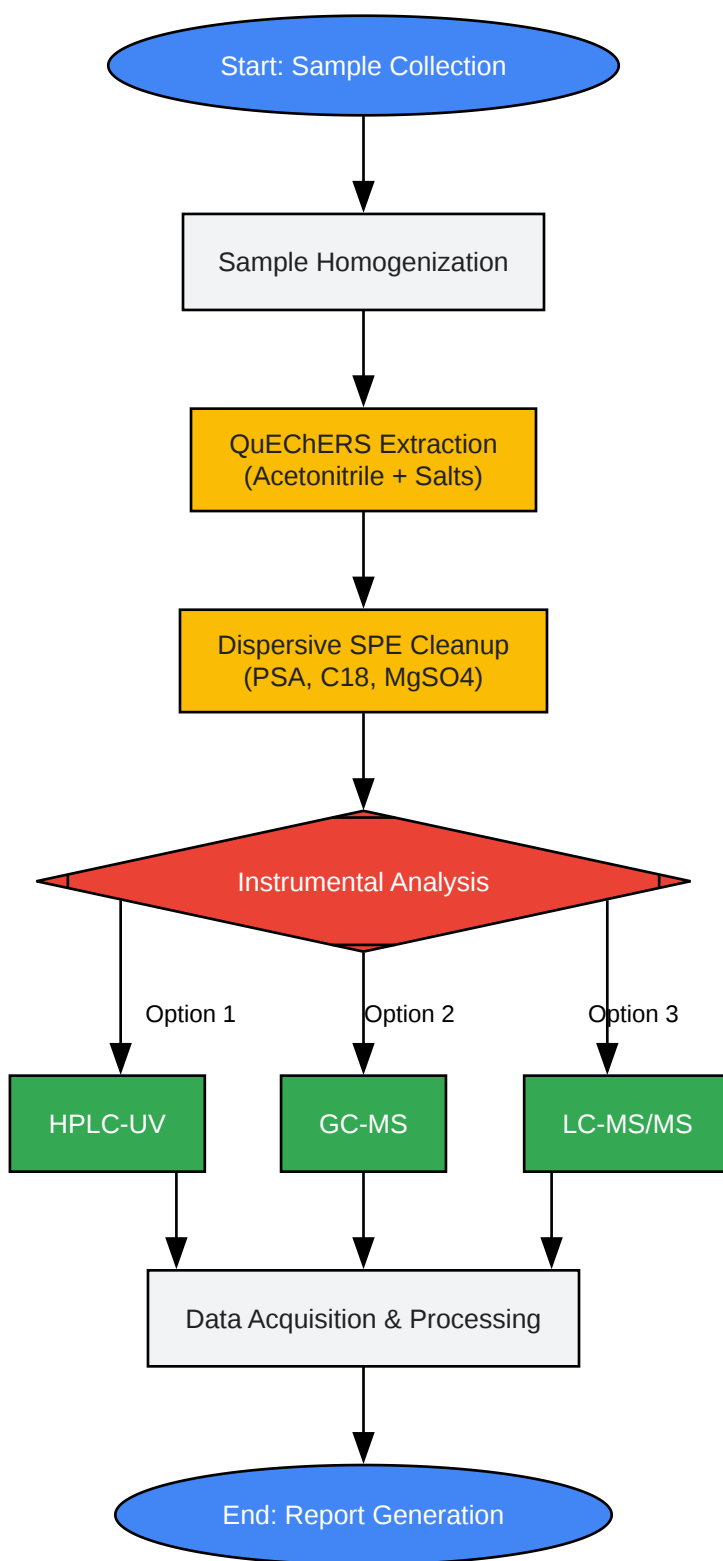 Start: Sample Collection
Sample Homogenization
QuEChERS Extraction
(Acetonitrile + Salts)
Dispersive SPE Cleanup
(PSA, C18, MgSO4)
Instrumental Analysis
Option 1
Option 2
Option 3
HPLC-UV
GC-MS
LC-MS/MS
Data Acquisition & Processing
End: Report Generation